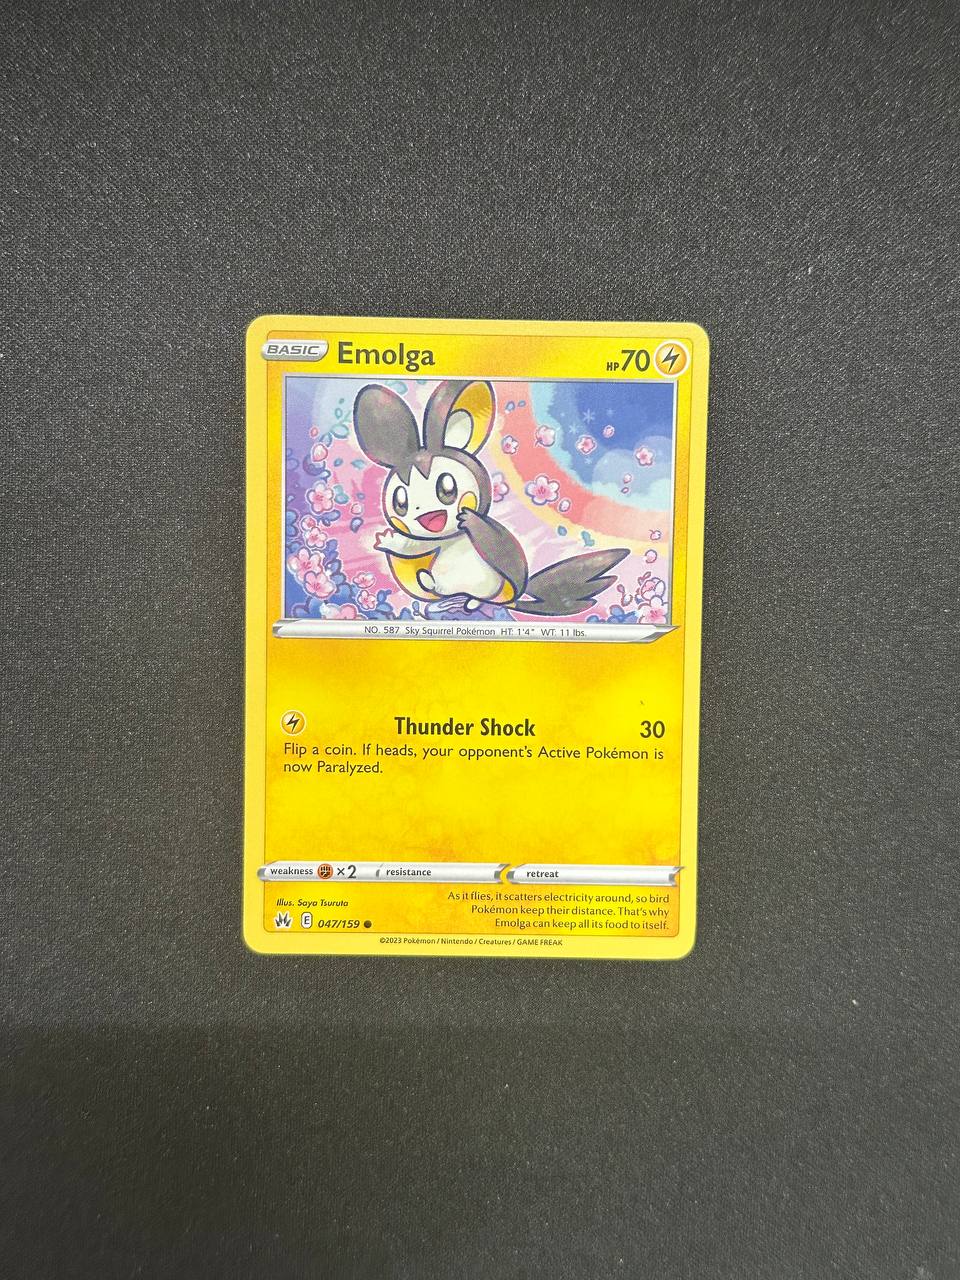 BASIC Emolga HP 70
NO. 587 Sky Squirrel Pokémon HT: 1'4" WT: 11 lbs.
Thunder Shock 30
Flip a coin. If heads, your opponent's Active Pokémon is
now Paralyzed.
weakness ×2 resistance retreat
As it flies, it scatters electricity around, so bird
Pokémon keep their distance. That's why
Emolga can keep all its food to itself.
Illus. Saya Tsuruta
E 047/159
©2023 Pokémon / Nintendo / Creatures / GAME FREAK